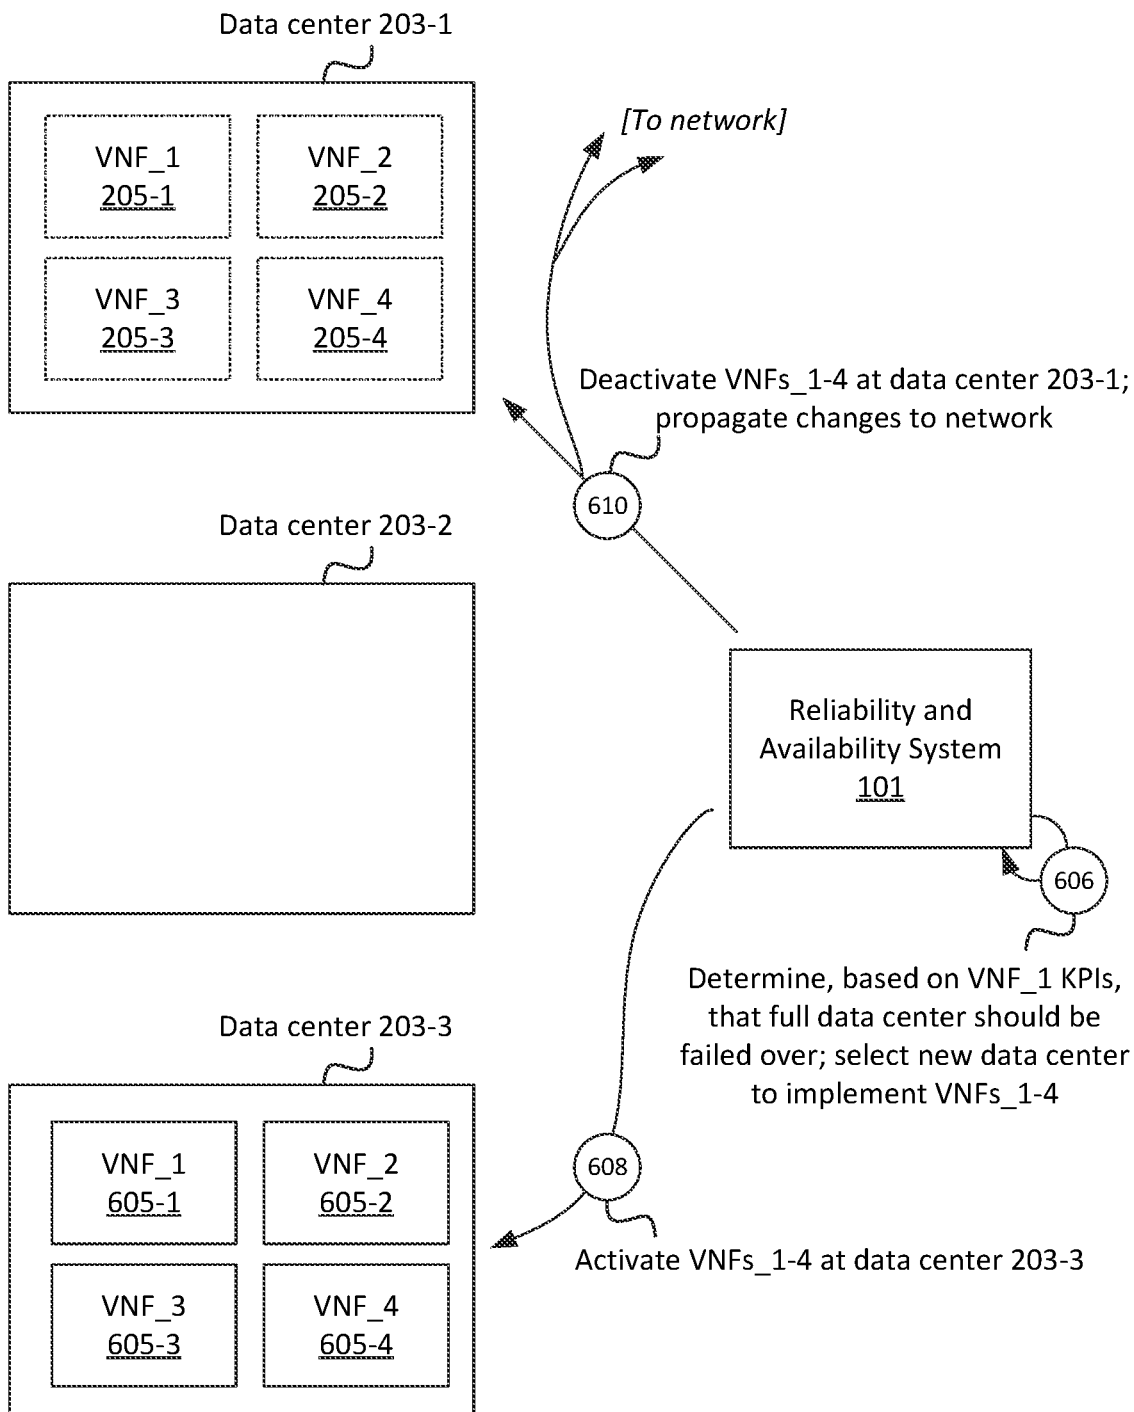 Data center 203-1
VNF_1
205-1
VNF_2
205-2
VNF_3
205-3
VNF_4
205-4
[To network]
Deactivate VNFs_1-4 at data center 203-1;
propagate changes to network
610
Data center 203-2
Reliability and
Availability System
101
606
Determine, based on VNF_1 KPIs,
that full data center should be
failed over; select new data center
to implement VNFs_1-4
Data center 203-3
VNF_1
605-1
VNF_2
605-2
VNF_3
605-3
VNF_4
605-4
608
Activate VNFs_1-4 at data center 203-3